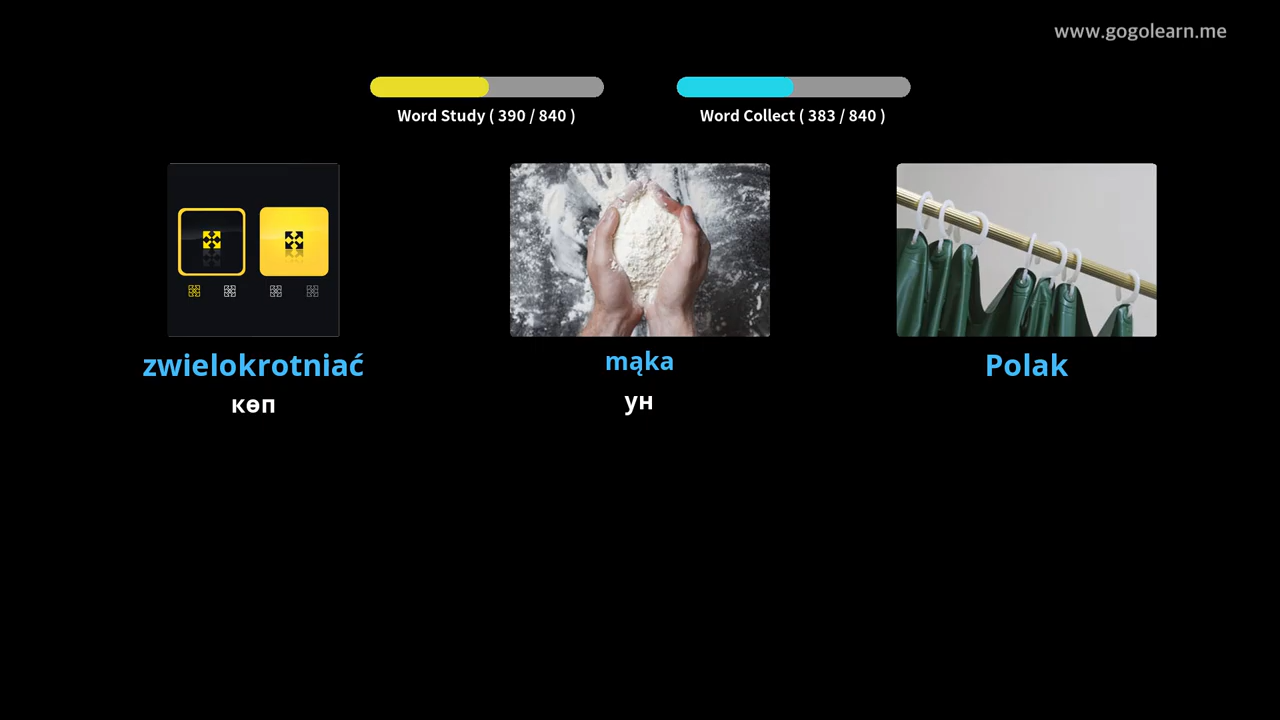 www.gogolearn.me
Word Study ( 390 / 840 )
Word Collect ( 383 / 840 )
zwielokrotniać
көп
mąka
ун
Polak